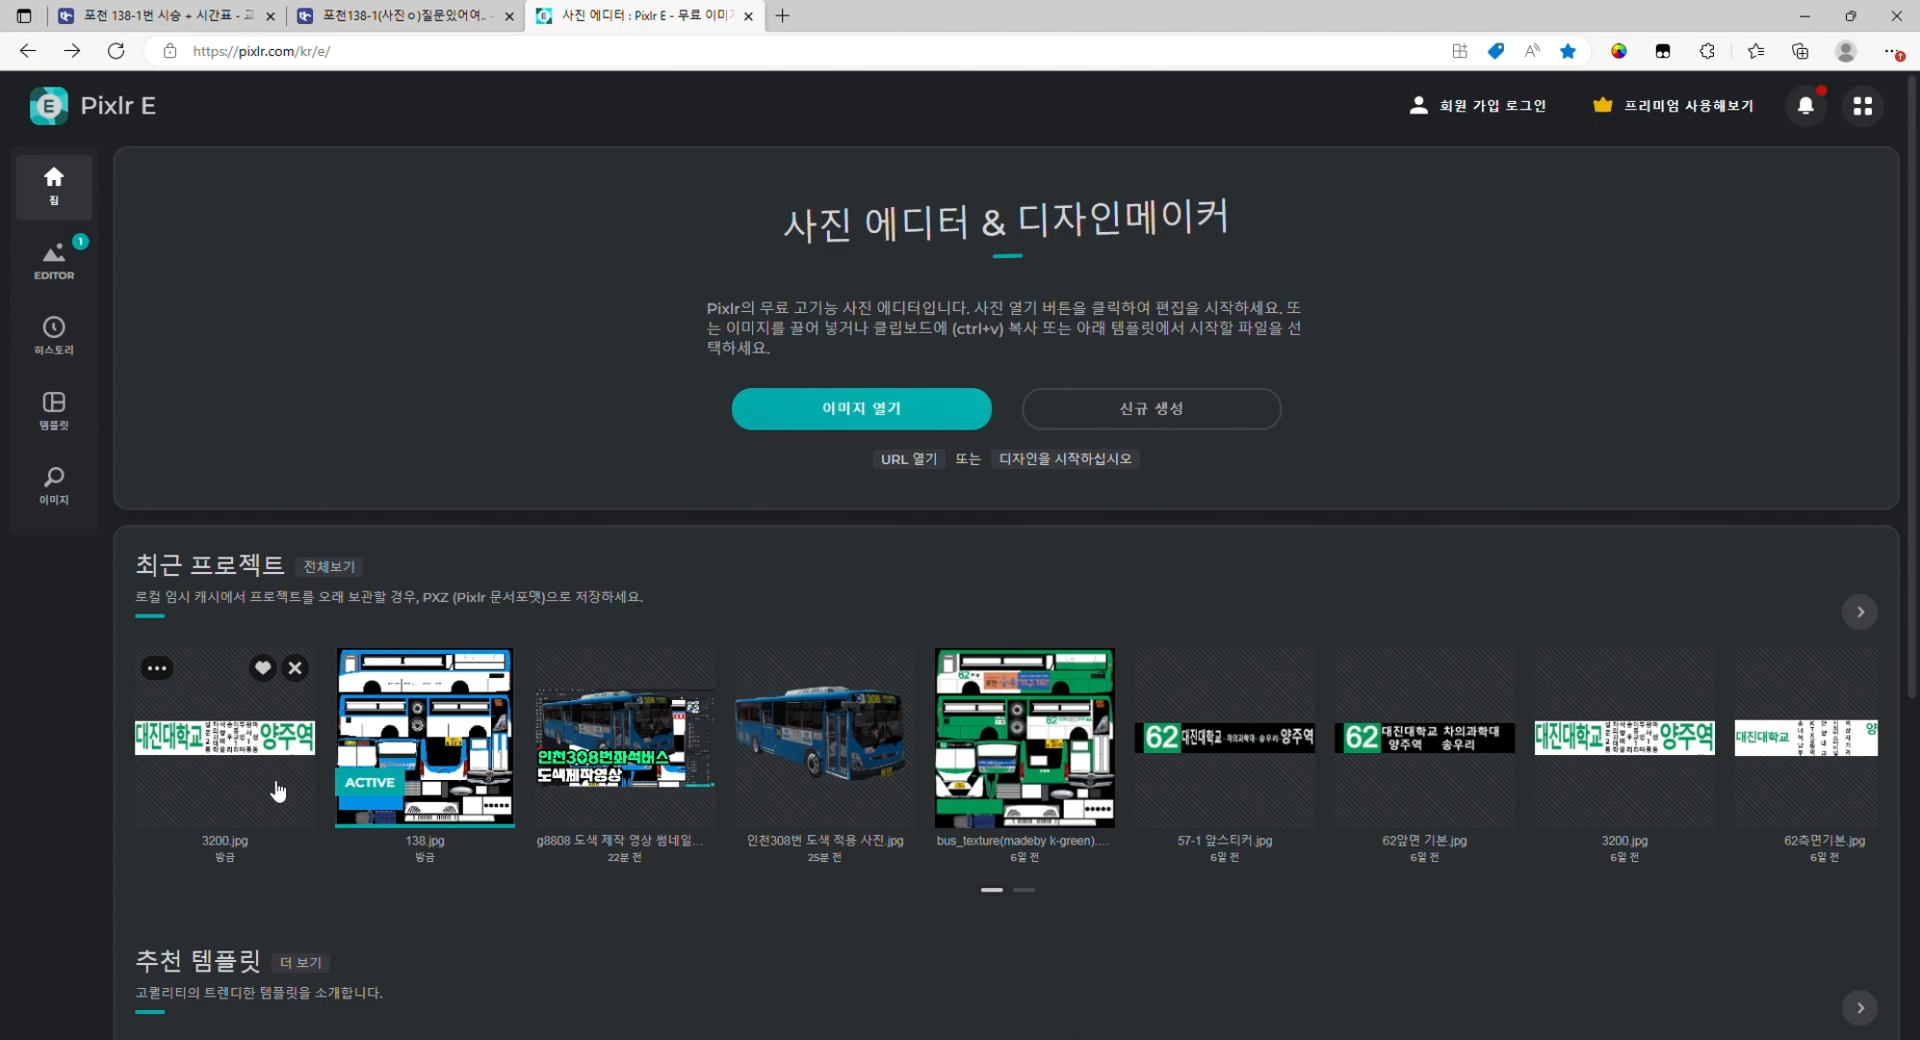 포천 138-1번 시승 + 시간표 - 교
포천138-1(사진ㅇ)질문있어여.. -
사진 에디터 : Pixlr E - 무료 이미지
https://pixlr.com/kr/e/
Pixlr E
회원 가입 로그인
프리미엄 사용해보기
집
1
EDITOR
히스토리
템플릿
이미지
사진 에디터 & 디자인메이커
Pixlr의 무료 고기능 사진 에디터입니다. 사진 열기 버튼을 클릭하여 편집을 시작하세요. 또
는 이미지를 끌어 넣거나 클립보드에 (ctrl+v) 복사 또는 아래 템플릿에서 시작할 파일을 선
택하세요.
이미지 열기
신규 생성
URL 열기 또는 디자인을 시작하십시오
최근 프로젝트 전체보기
로컬 임시 캐시에서 프로젝트를 오래 보관할 경우, PXZ (Pixlr 문서포맷)으로 저장하세요.
대진대학교 양주역
ACTIVE
인천308번좌석버스
도색제작영상
308
62
62 대진대학교·차의과학대·송우리 양주역
62 대진대학교 차의과학대
양주역 송우리
대진대학교 양주역
대진대학교 양
3200.jpg
방금
138.jpg
방금
g8808 도색 제작 영상 썸네일...
22분 전
인천308번 도색 적용 사진.jpg
25분 전
bus_texture(madeby k-green)....
6일 전
57-1 앞스티커.jpg
6일 전
62앞면 기본.jpg
6일 전
3200.jpg
6일 전
62측면기본.jpg
6일 전
추천 템플릿 더 보기
고퀄리티의 트렌디한 템플릿을 소개합니다.